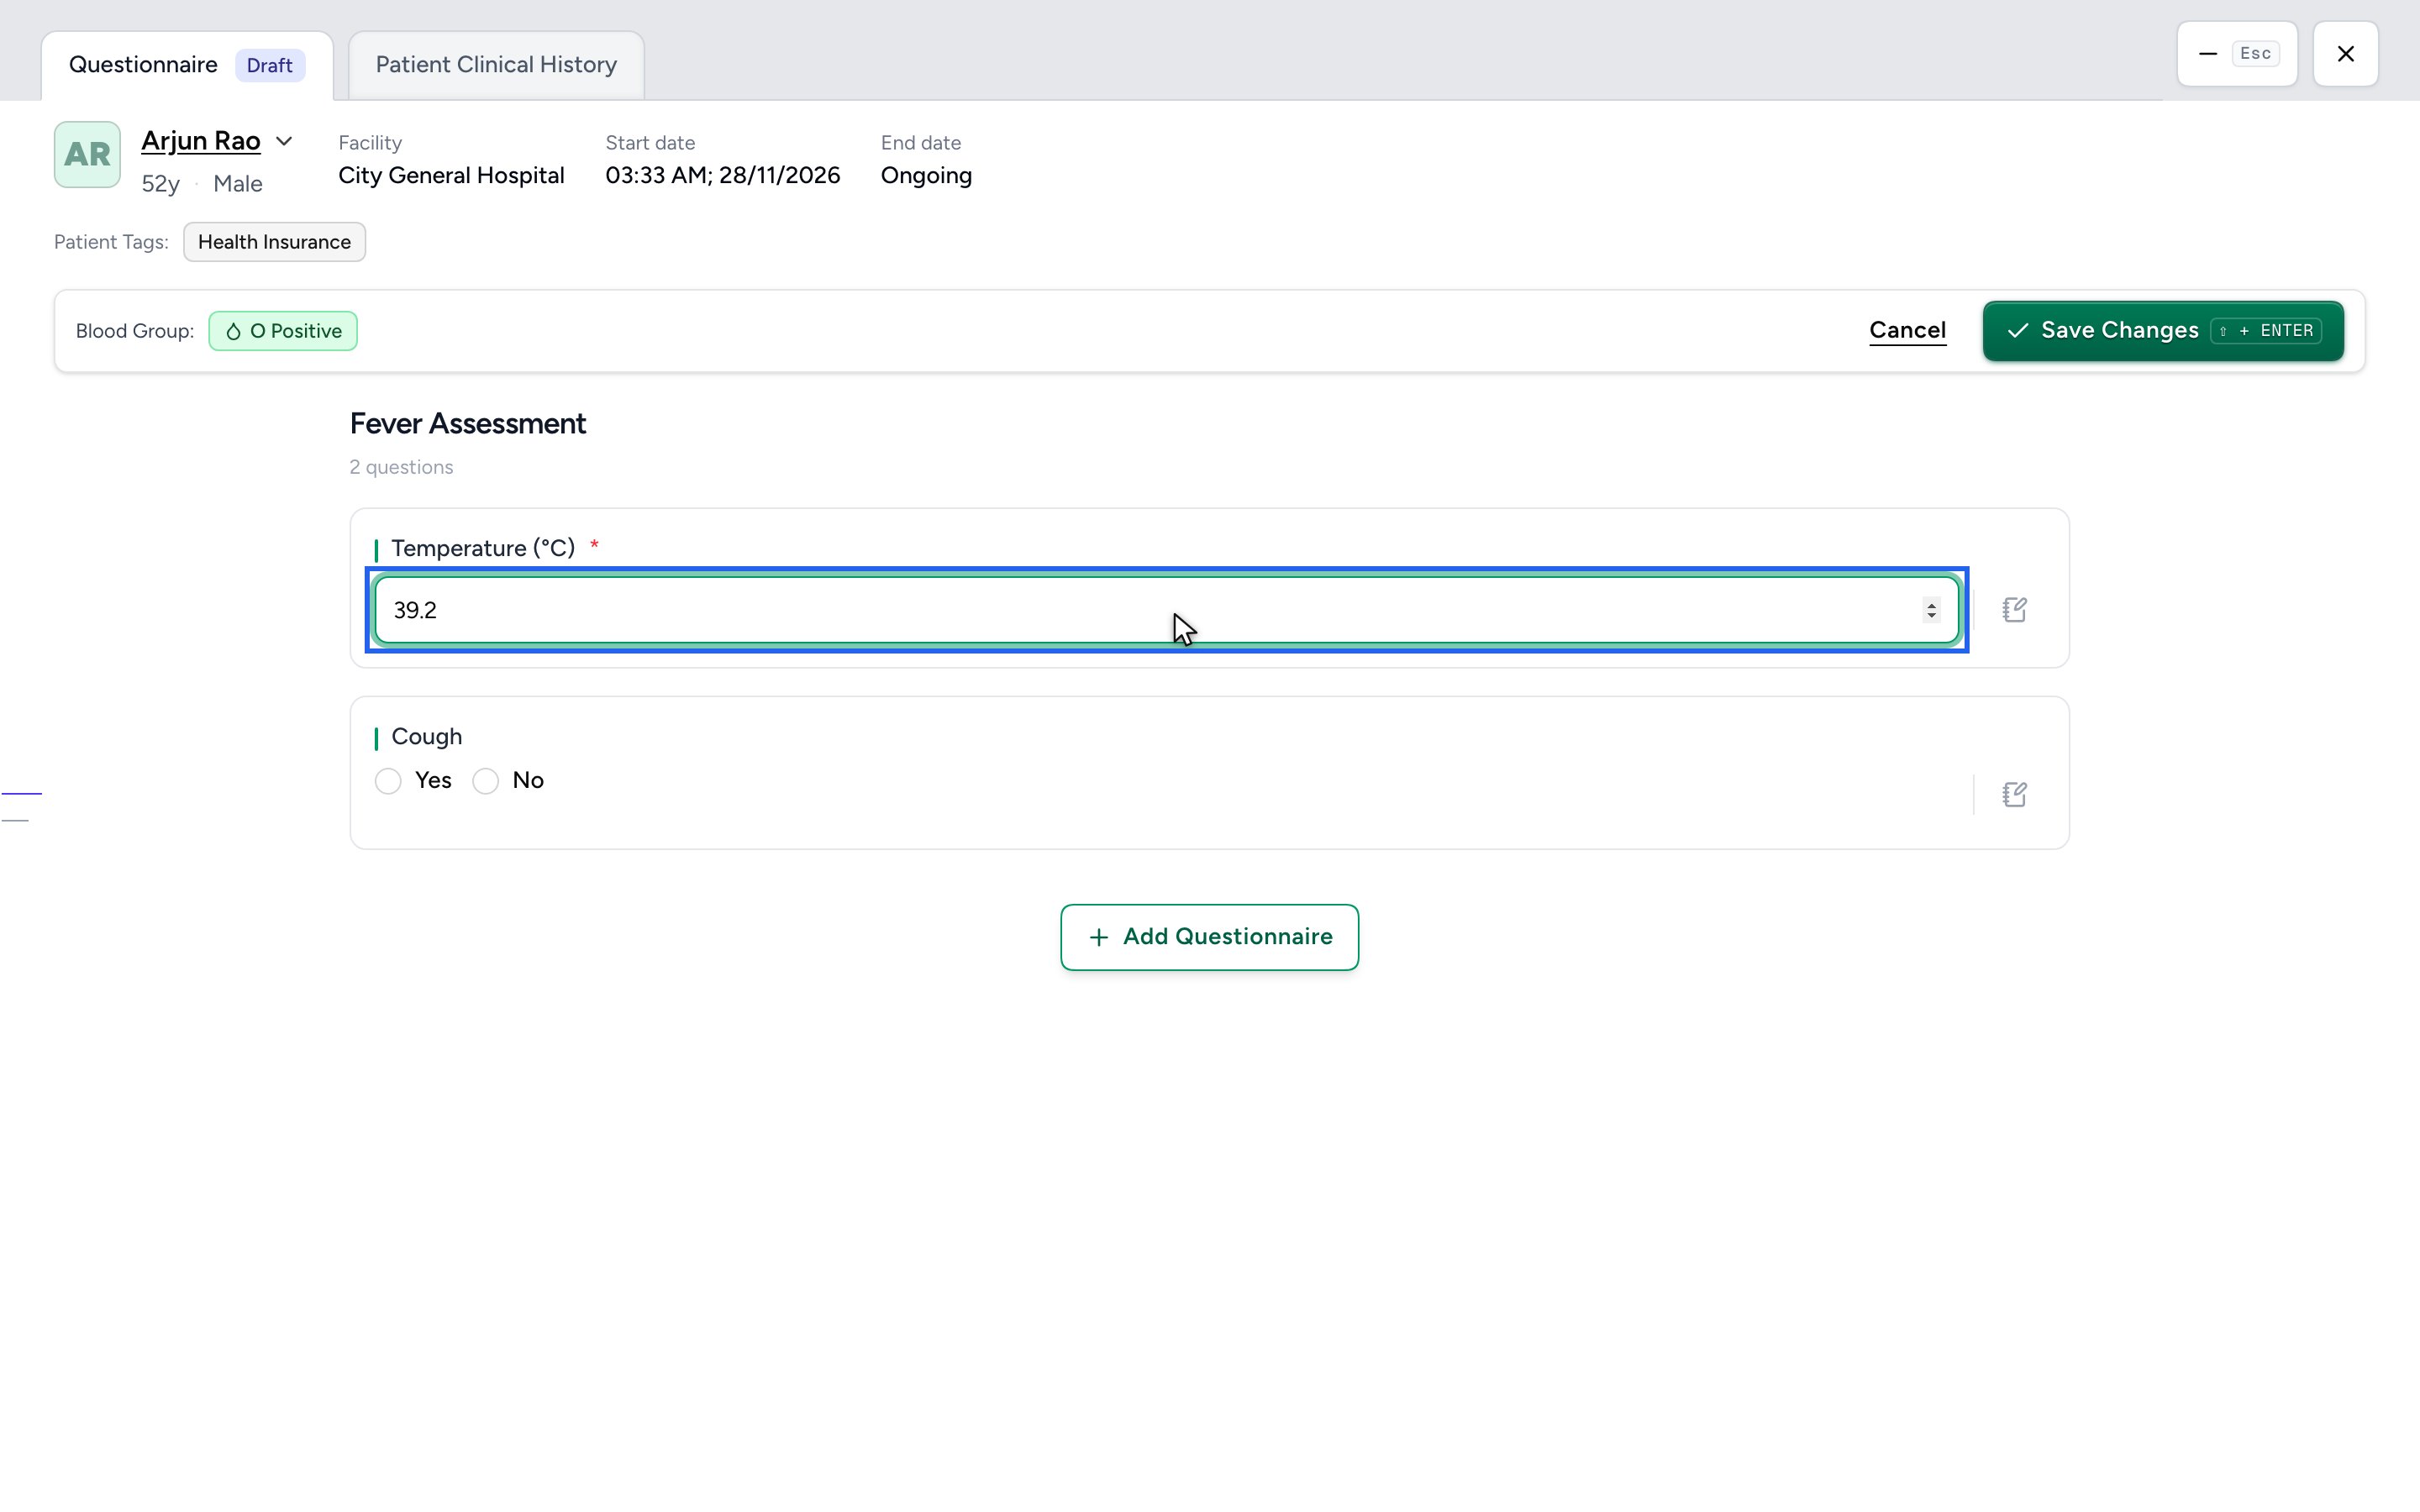 Questionnaire Draft
Patient Clinical History
Esc
AR
Arjun Rao
52y · Male
Facility
City General Hospital
Start date
03:33 AM; 28/11/2026
End date
Ongoing
Patient Tags: Health Insurance
Blood Group: O Positive
Cancel
Save Changes ⇧ + ENTER
Fever Assessment
2 questions
Temperature (°C) *
39.2
Cough
Yes No
+ Add Questionnaire